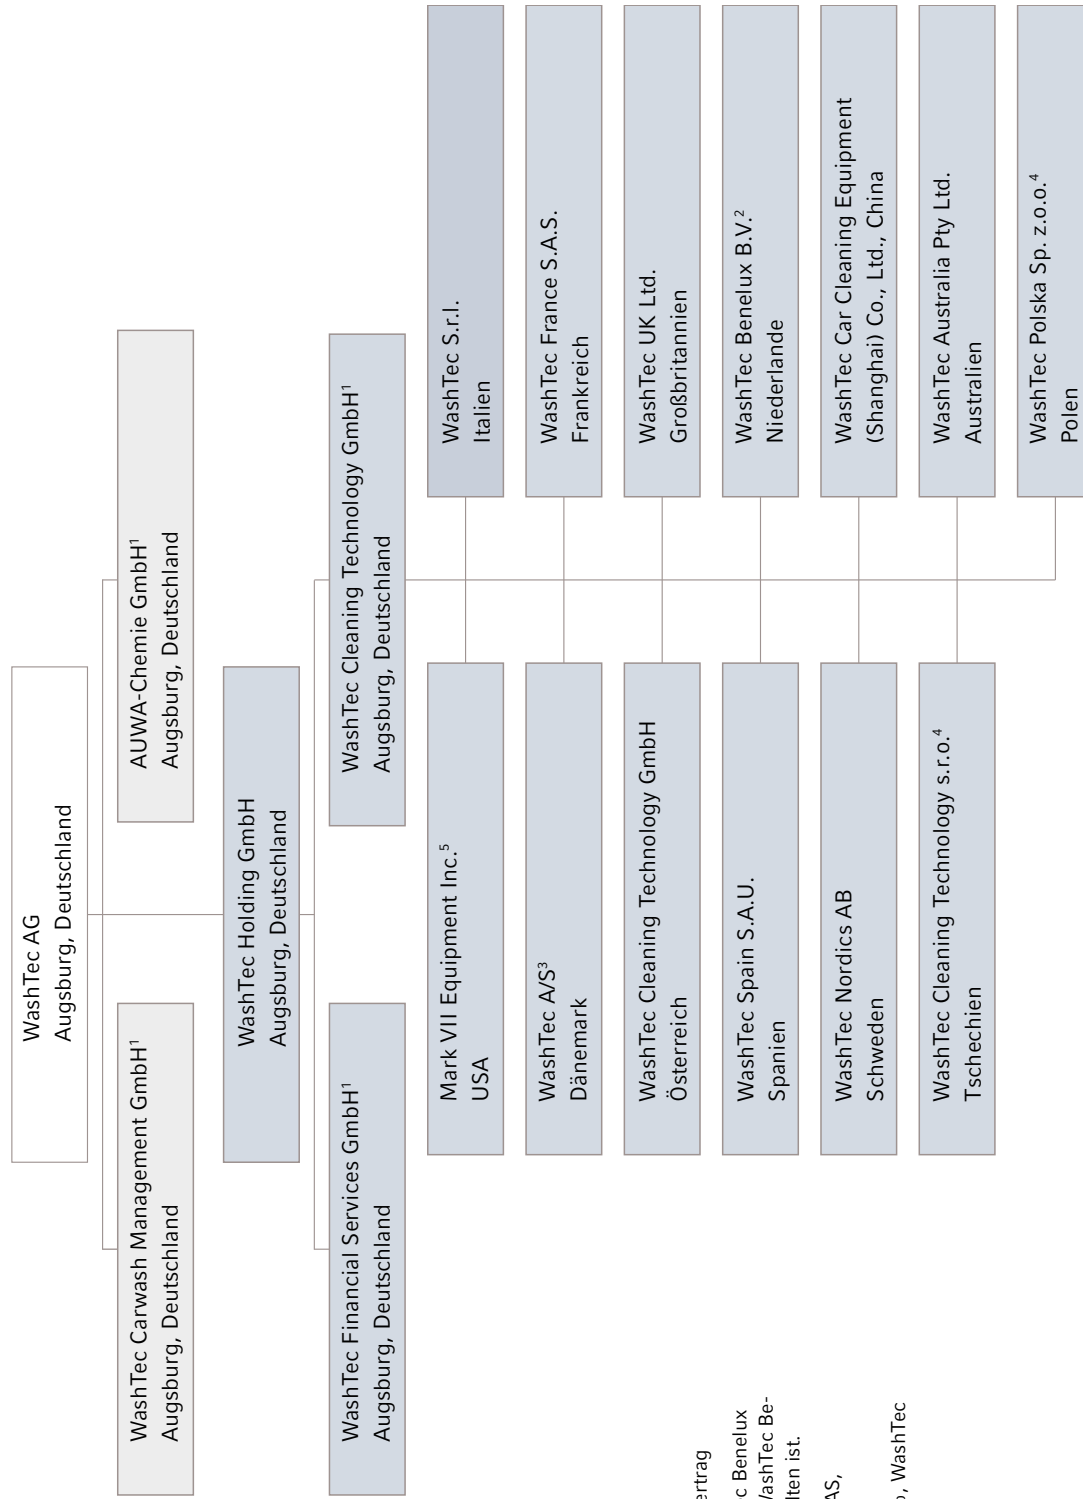 WashTec AG
Augsburg, Deutschland
WashTec Carwash Management GmbH¹
Augsburg, Deutschland
AUWA-Chemie GmbH¹
Augsburg, Deutschland
WashTec Holding GmbH
Augsburg, Deutschland
WashTec Financial Services GmbH¹
Augsburg, Deutschland
WashTec Cleaning Technology GmbH¹
Augsburg, Deutschland
Mark VII Equipment Inc.⁵
USA
WashTec S.r.l.
Italien
WashTec A/S³
Dänemark
WashTec France S.A.S.
Frankreich
WashTec Cleaning Technology GmbH
Österreich
WashTec UK Ltd.
Großbritannien
WashTec Spain S.A.U.
Spanien
WashTec Benelux B.V.²
Niederlande
WashTec Nordics AB
Schweden
WashTec Car Cleaning Equipment
(Shanghai) Co., Ltd., China
WashTec Cleaning Technology s.r.o.⁴
Tschechien
WashTec Australia Pty Ltd.
Australien
WashTec Polska Sp. z.o.o.⁴
Polen
Benelux
Be-
ist.
AS,
WashTec